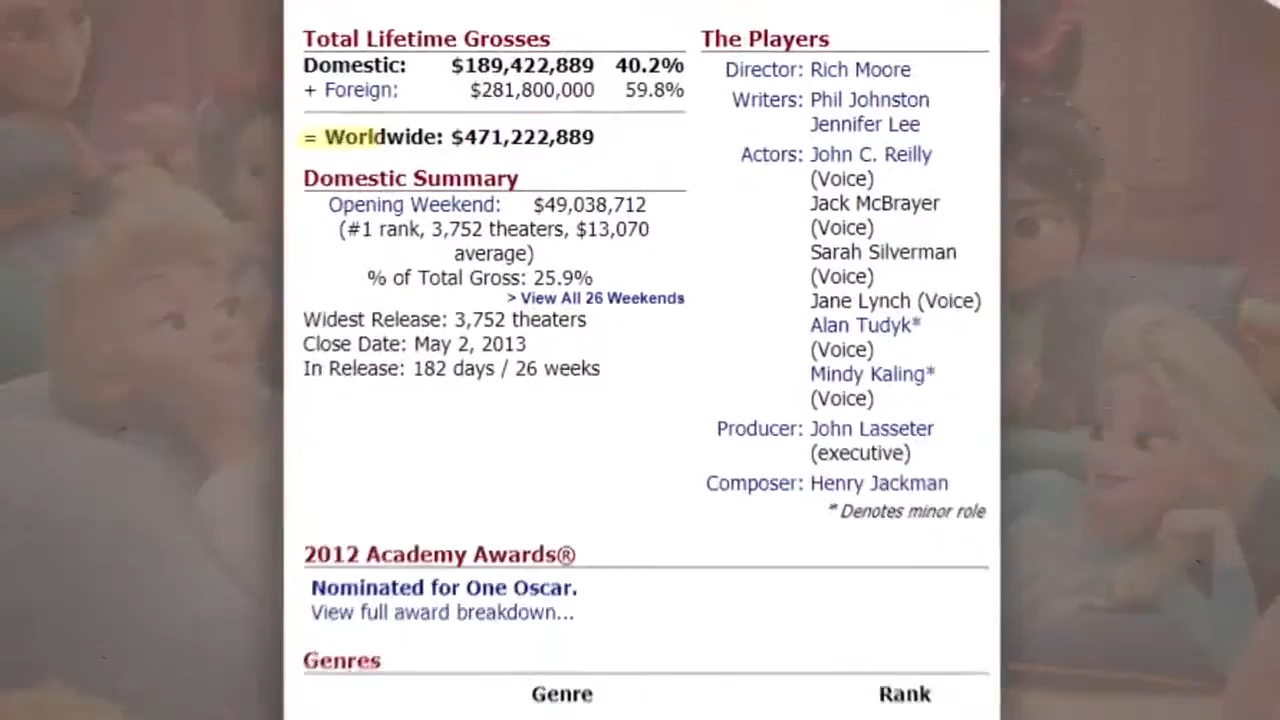 Total Lifetime Grosses
Domestic: $189,422,889 40.2%
+ Foreign: $281,800,000 59.8%
= Worldwide: $471,222,889
Domestic Summary
Opening Weekend: $49,038,712
(#1 rank, 3,752 theaters, $13,070
average)
% of Total Gross: 25.9%
> View All 26 Weekends
Widest Release: 3,752 theaters
Close Date: May 2, 2013
In Release: 182 days / 26 weeks
The Players
Director: Rich Moore
Writers: Phil Johnston
Jennifer Lee
Actors: John C. Reilly
(Voice)
Jack McBrayer
(Voice)
Sarah Silverman
(Voice)
Jane Lynch (Voice)
Alan Tudyk*
(Voice)
Mindy Kaling*
(Voice)
Producer: John Lasseter
(executive)
Composer: Henry Jackman
* Denotes minor role
2012 Academy Awards®
Nominated for One Oscar.
View full award breakdown...
Genres
Genre Rank